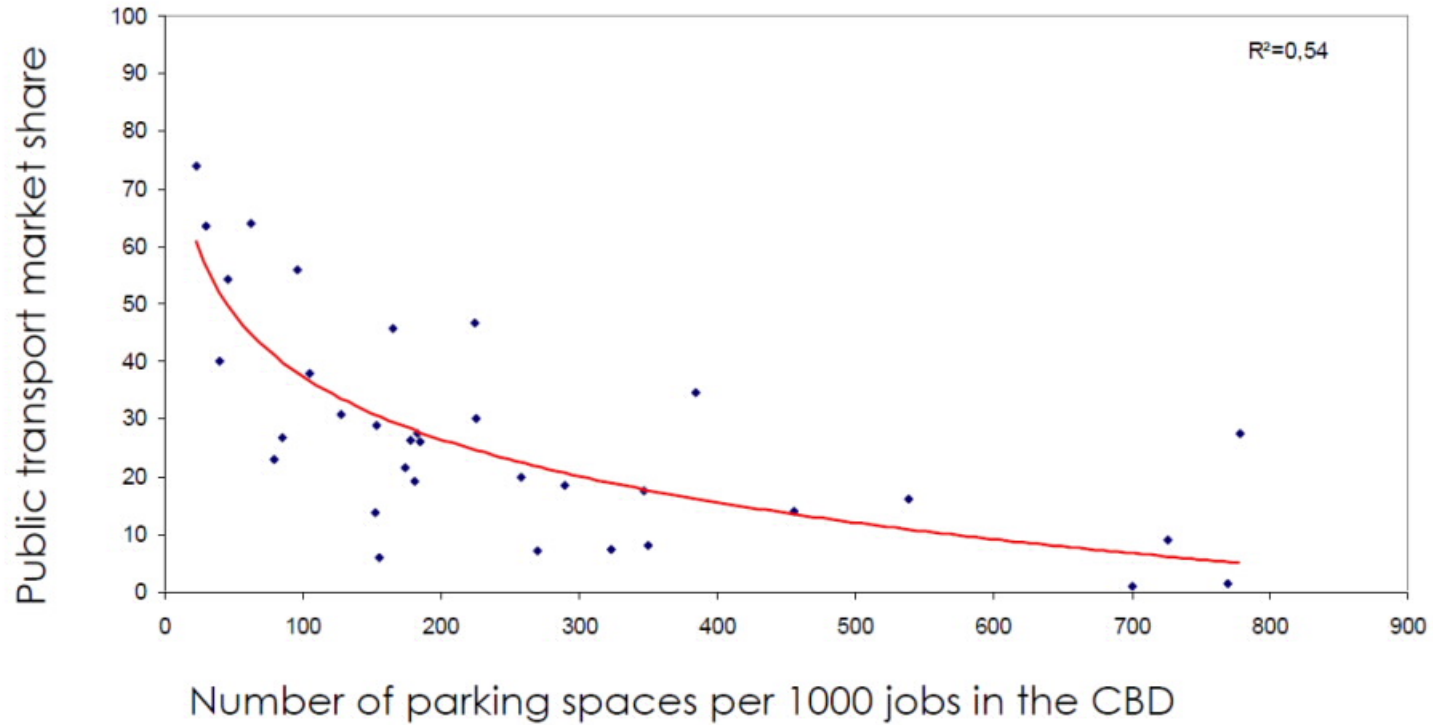 Public transport market share
100
90
80
70
60
50
40
30
20
10
0
R²=0,54
0 100 200 300 400 500 600 700 800 900
Number of parking spaces per 1000 jobs in the CBD